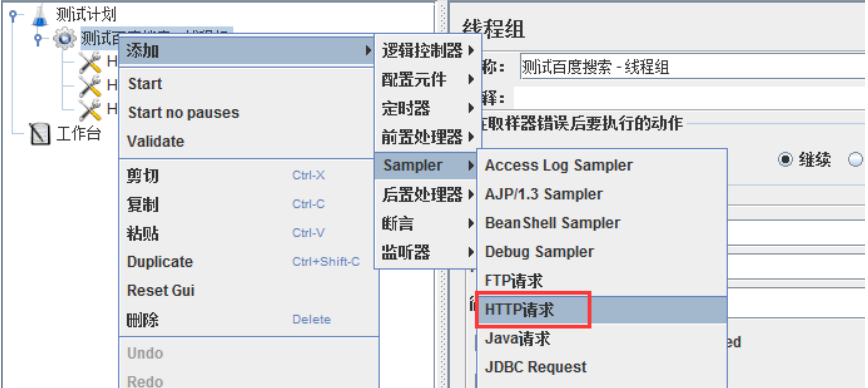 测试计划
测试百度搜索 - 线程组
H
H
H
工作台
添加
Start
Start no pauses
Validate
剪切 Ctrl-X
复制 Ctrl-C
粘贴 Ctrl-V
Duplicate Ctrl+Shift-C
Reset Gui
删除 Delete
Undo
Redo
逻辑控制器
配置元件
定时器
前置处理器
Sampler
后置处理器
断言
监听器
Access Log Sampler
AJP/1.3 Sampler
BeanShell Sampler
Debug Sampler
FTP请求
HTTP请求
Java请求
JDBC Request
线程组
称： 测试百度搜索 - 线程组
释：
在取样器错误后要执行的动作
继续
ed